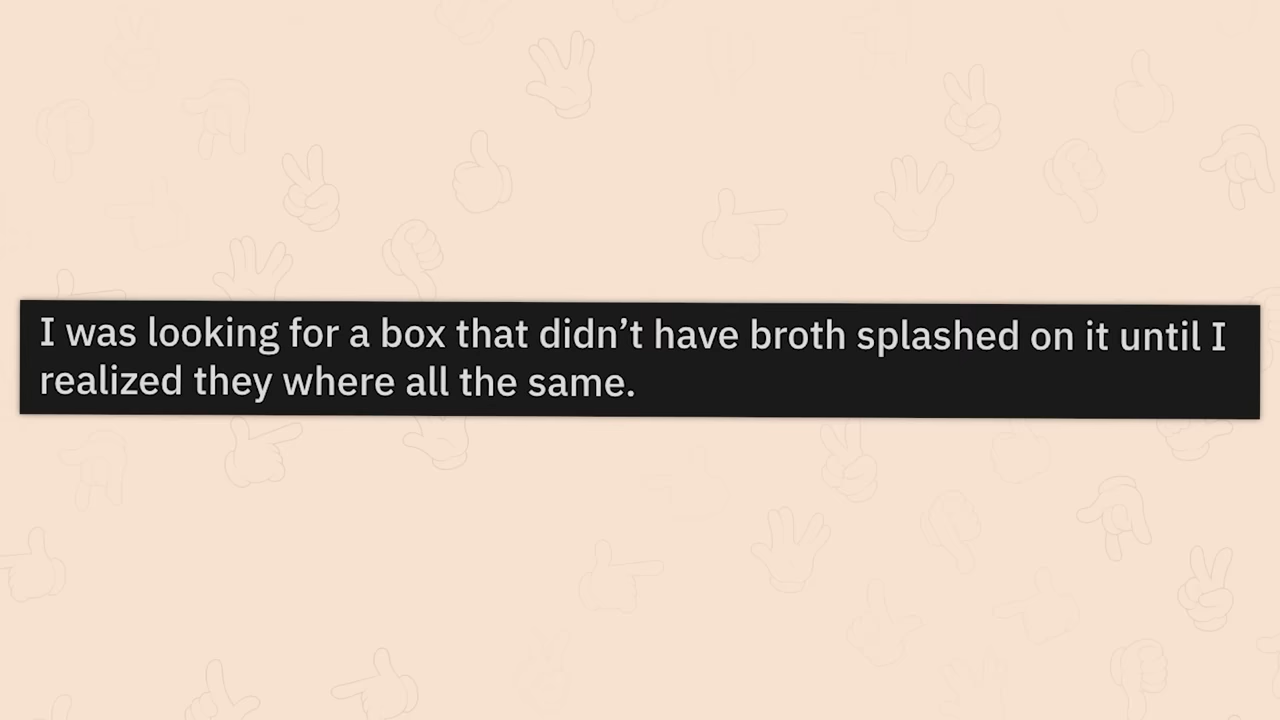 I was looking for a box that didn’t have broth splashed on it until I
realized they where all the same.